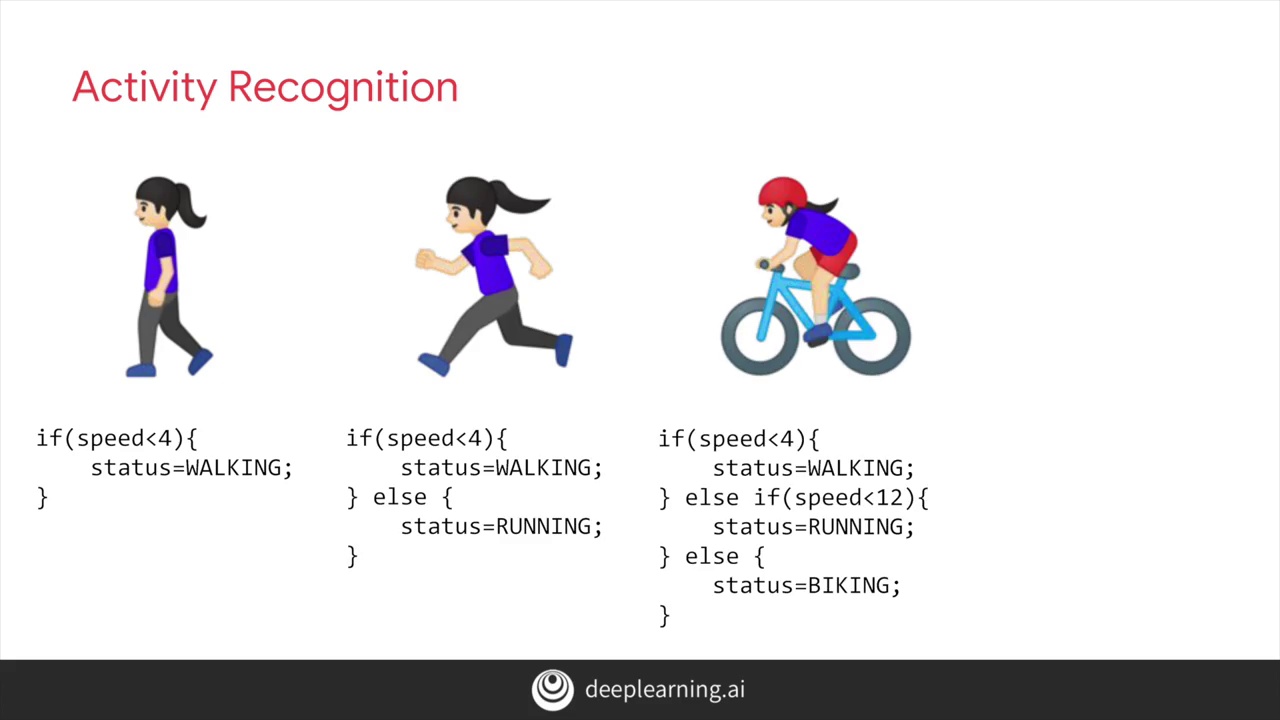 Activity Recognition
if(speed<4){
    status=WALKING;
}
if(speed<4){
    status=WALKING;
} else {
    status=RUNNING;
}
if(speed<4){
    status=WALKING;
} else if(speed<12){
    status=RUNNING;
} else {
    status=BIKING;
}
deeplearning.ai